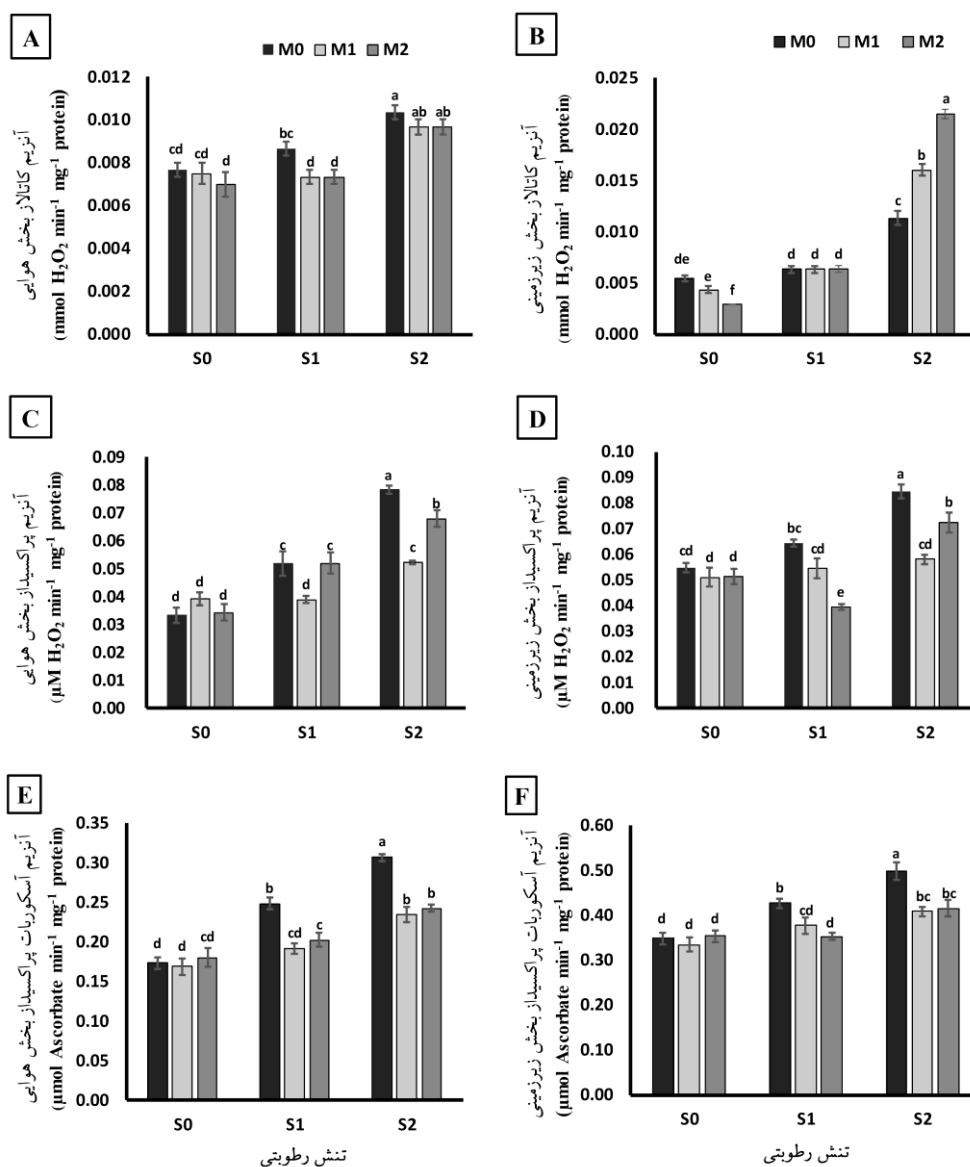 A
M0 M1 M2
0.012
0.010
0.008
0.006
0.004
0.002
0.000
آنزیم کاتالاز بخش هوایی
(mmol H₂O₂ min⁻¹ mg⁻¹ protein)
cd cd d
bc d d
a ab ab
S0 S1 S2
B
M0 M1 M2
0.025
0.020
0.015
0.010
0.005
0.000
آنزیم کاتالاز بخش زیرزمینی
(mmol H₂O₂ min⁻¹ mg⁻¹ protein)
de e f
d d d
c b a
S0 S1 S2
C
0.09
0.08
0.07
0.06
0.05
0.04
0.03
0.02
0.01
0.00
آنزیم پراکسیداز بخش هوایی
(µM H₂O₂ min⁻¹ mg⁻¹ protein)
d d d
c d c
a c b
S0 S1 S2
D
0.10
0.09
0.08
0.07
0.06
0.05
0.04
0.03
0.02
0.01
0.00
آنزیم پراکسیداز بخش زیرزمینی
(µM H₂O₂ min⁻¹ mg⁻¹ protein)
cd d d
bc cd e
a cd b
S0 S1 S2
E
0.35
0.30
0.25
0.20
0.15
0.10
0.05
0.00
آنزیم آسکوربات پراکسیداز بخش هوایی
(µmol Ascorbate min⁻¹ mg⁻¹ protein)
d d cd
b cd c
a b b
S0 S1 S2
تنش رطوبتی
F
0.60
0.50
0.40
0.30
0.20
0.10
0.00
آنزیم آسکوربات پراکسیداز بخش زیرزمینی
(µmol Ascorbate min⁻¹ mg⁻¹ protein)
d d d
b cd d
a bc bc
S0 S1 S2
تنش رطوبتی